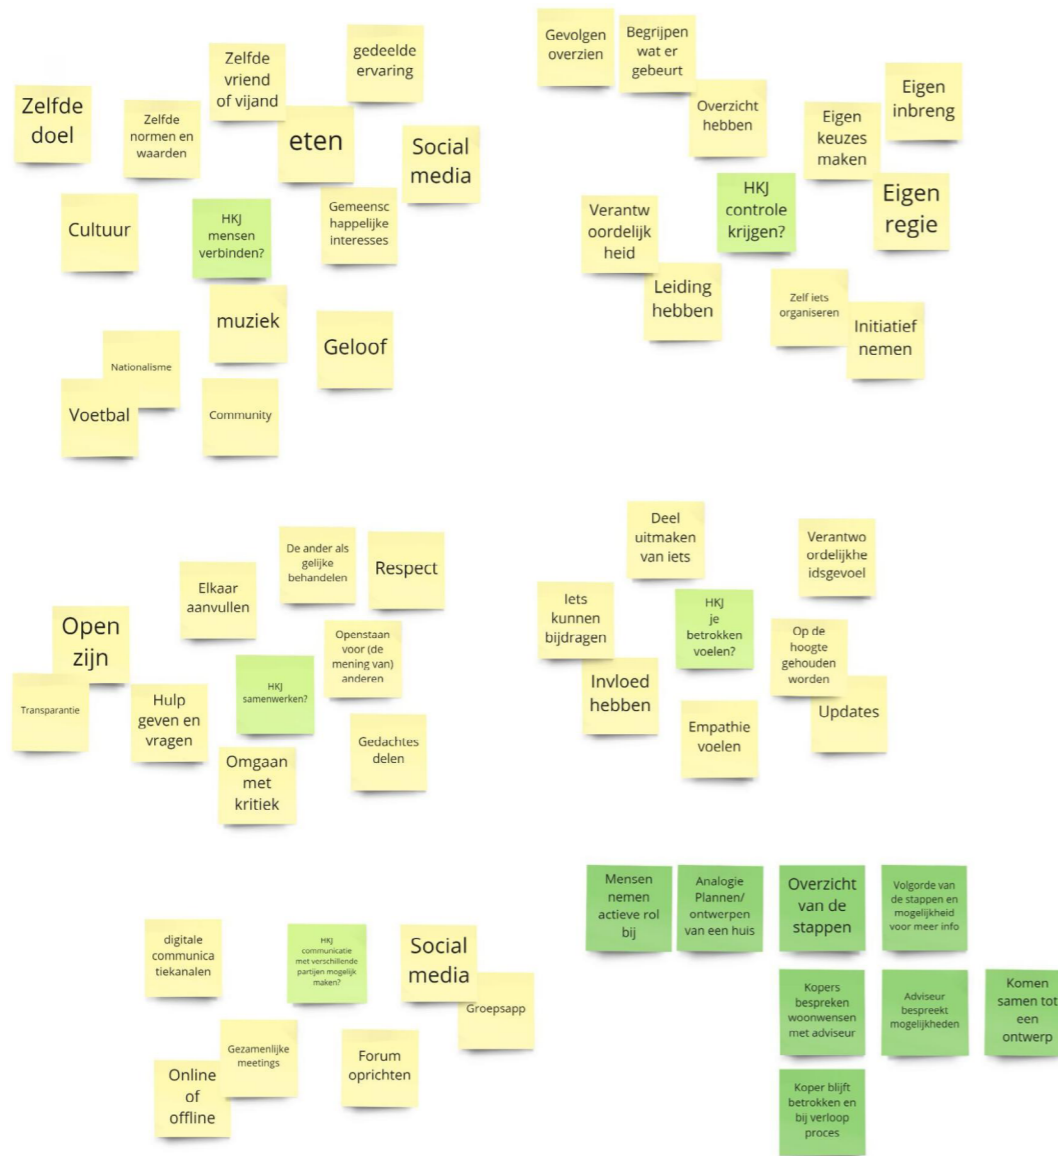 Zelfde
doel
Zelfde
normen en
waarden
Zelfde
vriend
of vijand
gedeelde
ervaring
eten
Social
media
Cultuur
HKJ
mensen
verbinden?
Gemeensc
happelijke
interesses
muziek
Geloof
Nationalisme
Voetbal
Community
Gevolgen
overzien
Begrijpen
wat er
gebeurt
Overzicht
hebben
Eigen
keuzes
maken
Eigen
inbreng
Verantw
oordelijk
heid
HKJ
controle
krijgen?
Eigen
regie
Leiding
hebben
Zelf iets
organiseren
Initiatief
nemen
De ander als
gelijke
behandelen
Respect
Elkaar
aanvullen
Open
zijn
Openstaan
voor (de
mening van)
anderen
Transparantie
Hulp
geven en
vragen
HKJ
samenwerken?
Gedachtes
delen
Omgaan
met
kritiek
Deel
uitmaken
van iets
Verantwo
ordelijkhe
idsgevoel
Iets
kunnen
bijdragen
HKJ
je
betrokken
voelen?
Op de
hoogte
gehouden
worden
Invloed
hebben
Empathie
voelen
Updates
digitale
communica
tiekanalen
HKJ
communicatie
met verschillende
partijen mogelijk
maken?
Social
media
Groepsapp
Gezamenlijke
meetings
Online
of
offline
Forum
oprichten
Mensen
nemen
actieve rol
bij
Analogie
Plannen/
ontwerpen
van een huis
Overzicht
van de
stappen
Volgorde van
de stappen en
mogelijkheid
voor meer info
Kopers
bespreken
woonwensen
met adviseur
Adviseur
bespreekt
mogelijkheden
Komen
samen tot
een
ontwerp
Koper blijft
betrokken en
bij verloop
proces